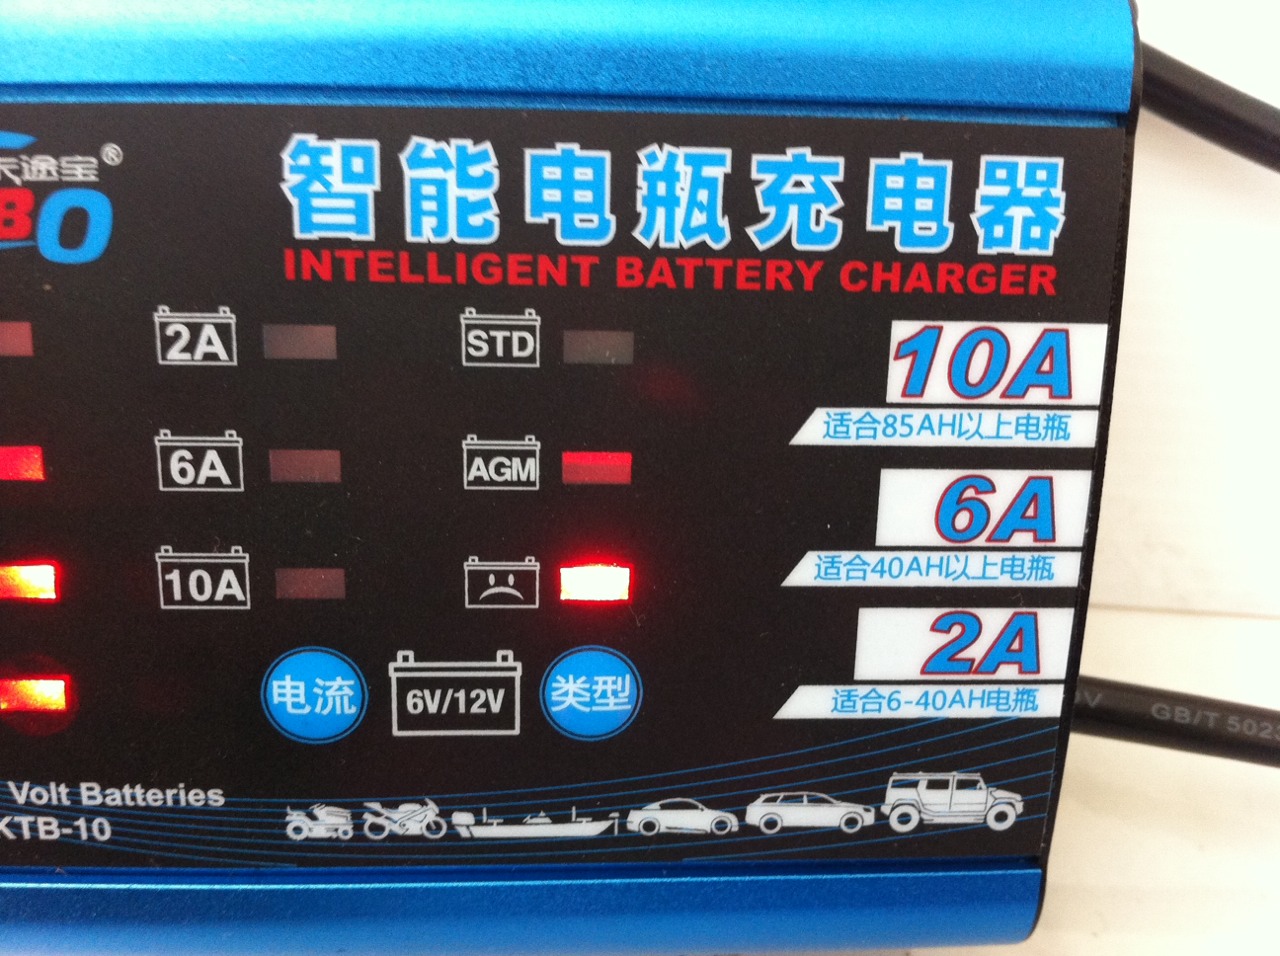 途宝®
BO
智能电瓶充电器
INTELLIGENT BATTERY CHARGER
2A
STD
10A
适合85AH以上电瓶
6A
AGM
6A
适合40AH以上电瓶
10A
2A
适合6-40AH电瓶
电流
6V/12V
类型
Volt Batteries
KTB-10
GB/T 5023